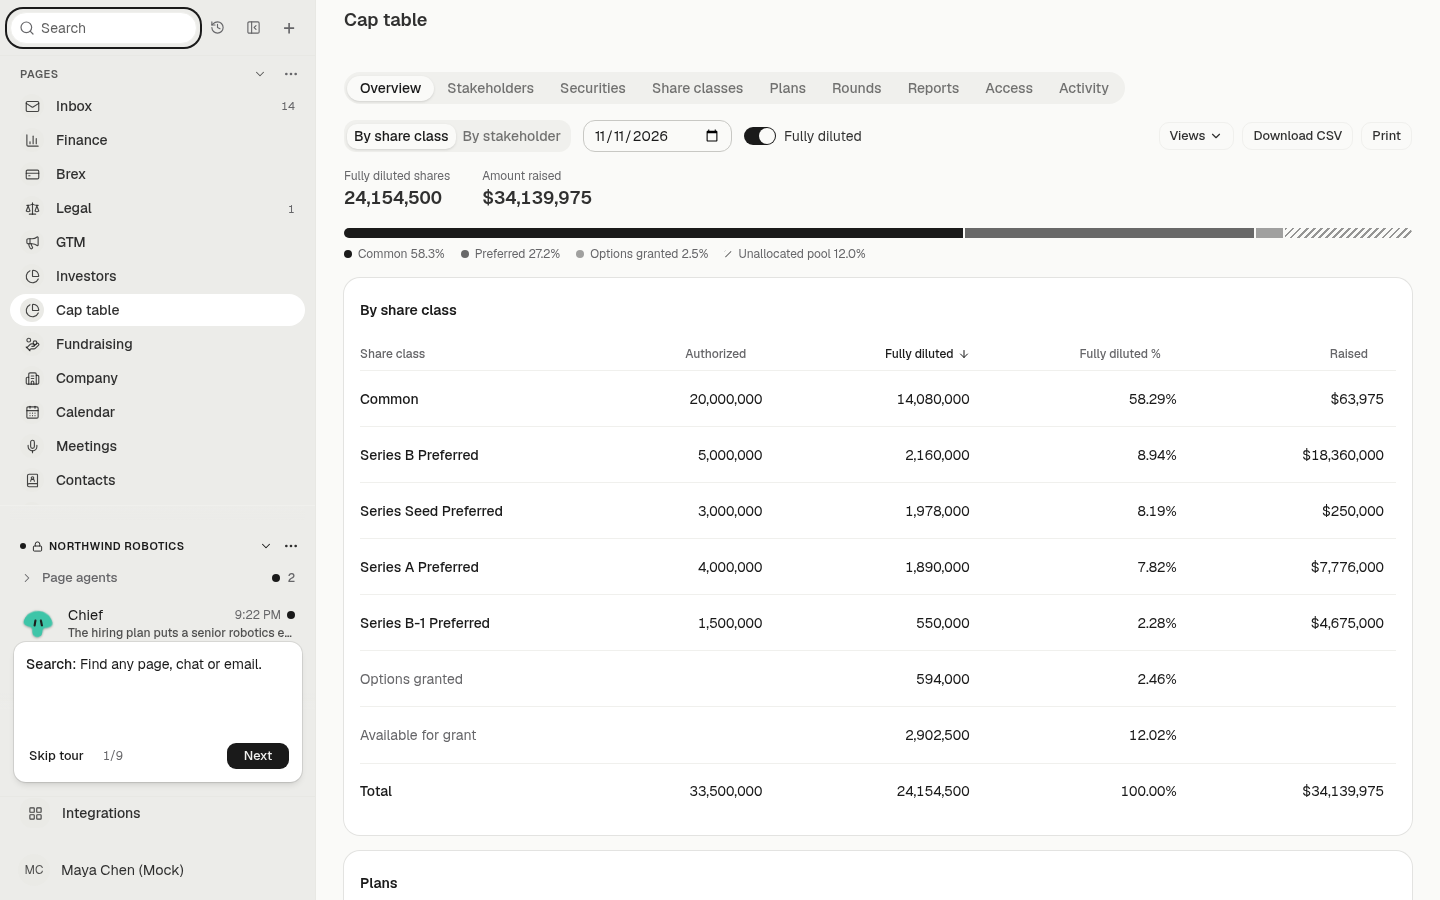 Search
PAGES
Inbox 14
Finance
Brex
Legal 1
GTM
Investors
Cap table
Fundraising
Company
Calendar
Meetings
Contacts
NORTHWIND ROBOTICS
Page agents 2
Chief 9:22 PM
The hiring plan puts a senior robotics e...
Search: Find any page, chat or email.
Skip tour 1/9 Next
Integrations
MC Maya Chen (Mock)
Cap table
Overview Stakeholders Securities Share classes Plans Rounds Reports Access Activity
By share class By stakeholder 11/11/2026 Fully diluted Views Download CSV Print
Fully diluted shares Amount raised
24,154,500 $34,139,975
Common 58.3% Preferred 27.2% Options granted 2.5% Unallocated pool 12.0%
By share class
Share class Authorized Fully diluted ↓ Fully diluted % Raised
Common 20,000,000 14,080,000 58.29% $63,975
Series B Preferred 5,000,000 2,160,000 8.94% $18,360,000
Series Seed Preferred 3,000,000 1,978,000 8.19% $250,000
Series A Preferred 4,000,000 1,890,000 7.82% $7,776,000
Series B-1 Preferred 1,500,000 550,000 2.28% $4,675,000
Options granted 594,000 2.46%
Available for grant 2,902,500 12.02%
Total 33,500,000 24,154,500 100.00% $34,139,975
Plans